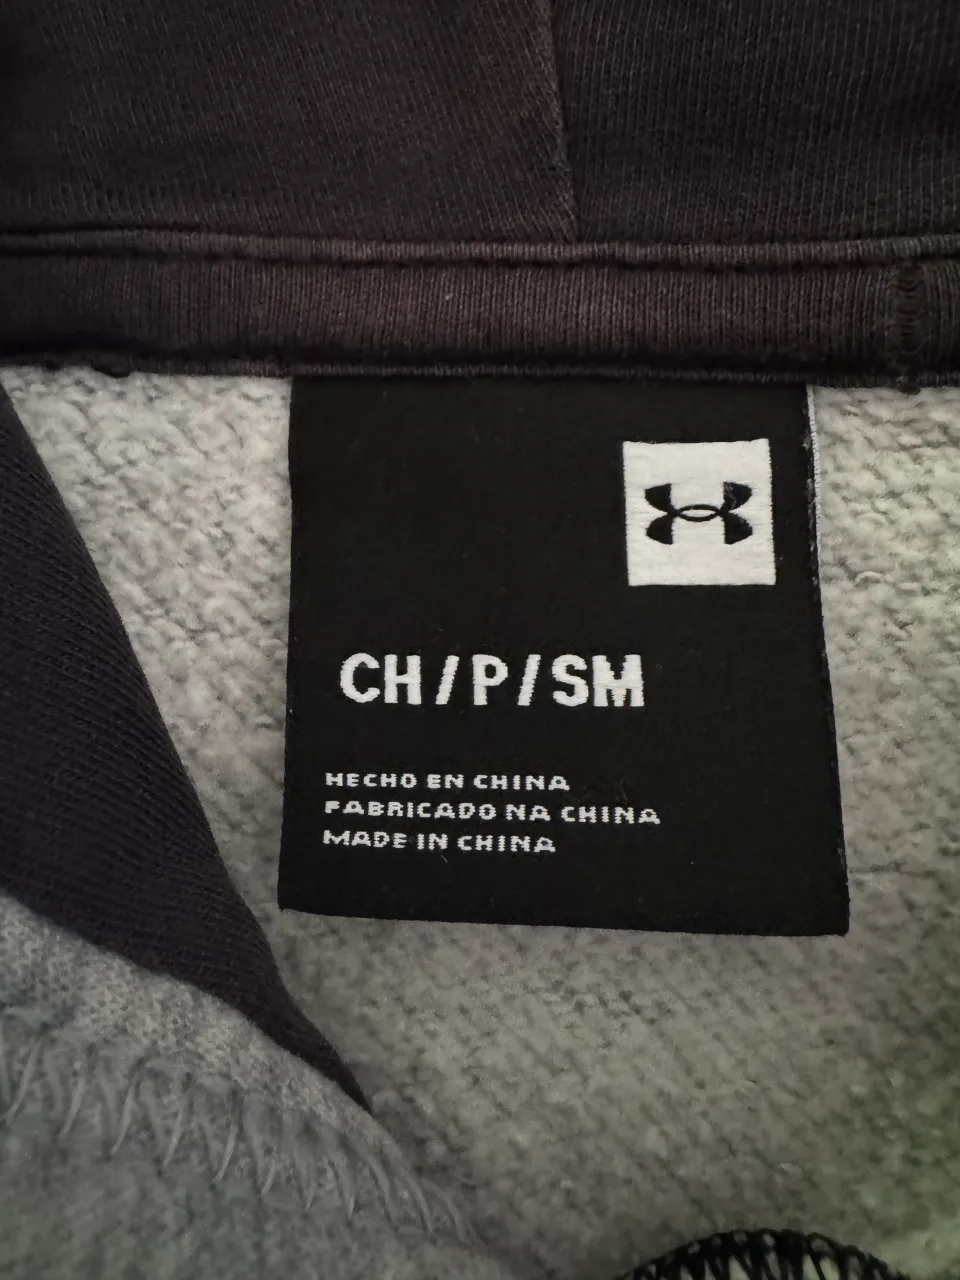 CH/P/SM
HECHO EN CHINA
FABRICADO NA CHINA
MADE IN CHINA